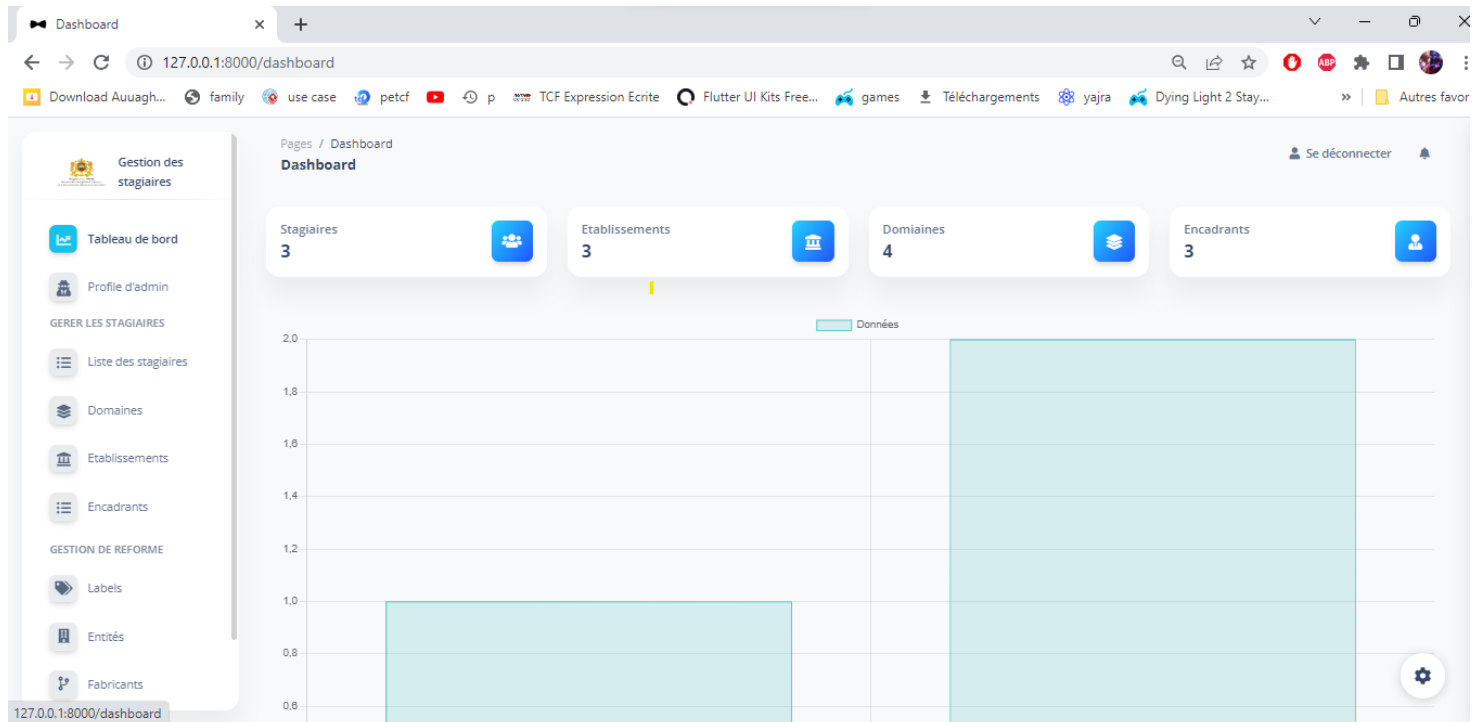 Dashboard
127.0.0.1:8000/dashboard
ABP
Download Auuagh... family use case petcf p TCF Expression Ecrite Flutter UI Kits Free... games Téléchargements yajra Dying Light 2 Stay... » Autres favor
Gestion des
stagiaires
Tableau de bord
Profile d'admin
GERER LES STAGIAIRES
Liste des stagiaires
Domaines
Etablissements
Encadrants
GESTION DE REFORME
Labels
Entités
Fabricants
127.0.0.1:8000/dashboard
Pages / Dashboard
Dashboard
Se déconnecter
Stagiaires
3
Etablissements
3
Domiaines
4
Encadrants
3
Données
2,0
1,8
1,6
1,4
1,2
1,0
0,8
0,6